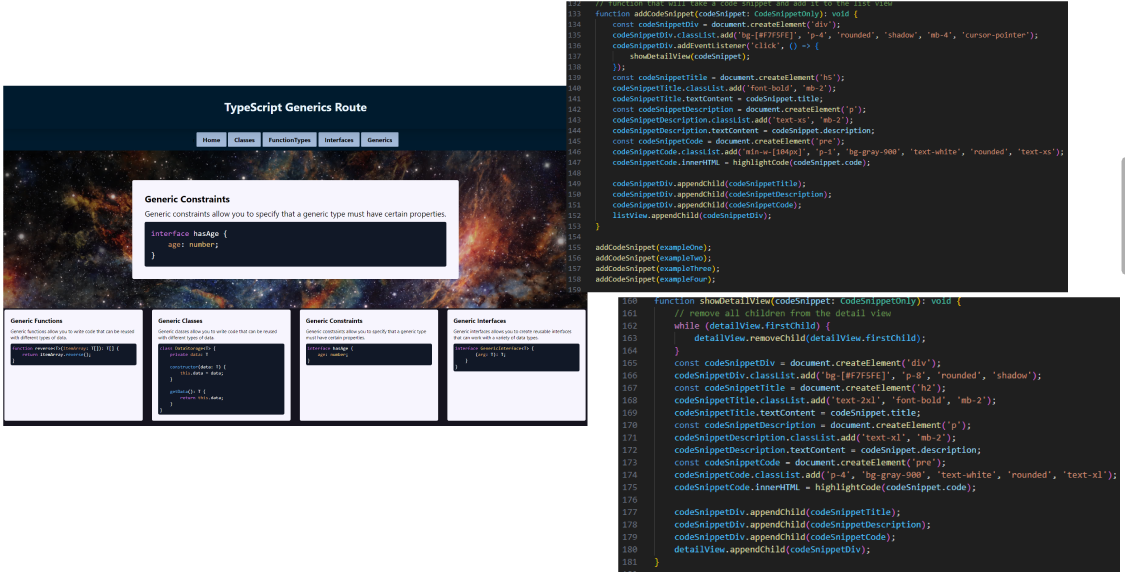 TypeScript Generics Route
Home Classes FunctionTypes Interfaces Generics
Generic Constraints
Generic constraints allow you to specify that a generic type must have certain properties.
interface hasAge {
age: number;
}
Generic Functions
Generic functions allow you to write code that can be reused
with different types of data.
function reverse<T>(itemArray: T[]): T[] {
return itemArray.reverse();
}
Generic Classes
Generic classes allow you to write code that can be reused
with different types of data.
class DataStorage<T> {
private data: T
constructor(data: T) {
this.data = data;
}
getData(): T {
return this.data;
}
}
Generic Constraints
Generic constraints allow you to specify that a generic type
must have certain properties.
interface hasAge {
age: number;
}
Generic Interfaces
Generic interfaces allows you to create reusable interfaces
that can work with a variety of data types.
interface GenericInterface<T> {
(arg: T): T;
}
}
132 // function that will take a code snippet and add it to the list view
133 function addCodeSnippet(codeSnippet: CodeSnippetOnly): void {
134 const codeSnippetDiv = document.createElement('div');
135 codeSnippetDiv.classList.add('bg-[#F7F5FE]', 'p-4', 'rounded', 'shadow', 'mb-4', 'cursor-pointer');
136 codeSnippetDiv.addEventListener('click', () => {
137 showDetailView(codeSnippet);
138 });
139 const codeSnippetTitle = document.createElement('h5');
140 codeSnippetTitle.classList.add('font-bold', 'mb-2');
141 codeSnippetTitle.textContent = codeSnippet.title;
142 const codeSnippetDescription = document.createElement('p');
143 codeSnippetDescription.classList.add('text-xs', 'mb-2');
144 codeSnippetDescription.textContent = codeSnippet.description;
145 const codeSnippetCode = document.createElement('pre');
146 codeSnippetCode.classList.add('min-w-[104px]', 'p-1', 'bg-gray-900', 'text-white', 'rounded', 'text-xs');
147 codeSnippetCode.innerHTML = highlightCode(codeSnippet.code);
148
149 codeSnippetDiv.appendChild(codeSnippetTitle);
150 codeSnippetDiv.appendChild(codeSnippetDescription);
151 codeSnippetDiv.appendChild(codeSnippetCode);
152 listView.appendChild(codeSnippetDiv);
153 }
154
155 addCodeSnippet(exampleOne);
156 addCodeSnippet(exampleTwo);
157 addCodeSnippet(exampleThree);
158 addCodeSnippet(exampleFour);
159
160 function showDetailView(codeSnippet: CodeSnippetOnly): void {
161 // remove all children from the detail view
162 while (detailView.firstChild) {
163 detailView.removeChild(detailView.firstChild);
164 }
165 const codeSnippetDiv = document.createElement('div');
166 codeSnippetDiv.classList.add('bg-[#F7F5FE]', 'p-8', 'rounded', 'shadow');
167 const codeSnippetTitle = document.createElement('h2');
168 codeSnippetTitle.classList.add('text-2xl', 'font-bold', 'mb-2');
169 codeSnippetTitle.textContent = codeSnippet.title;
170 const codeSnippetDescription = document.createElement('p');
171 codeSnippetDescription.classList.add('text-xl', 'mb-2');
172 codeSnippetDescription.textContent = codeSnippet.description;
173 const codeSnippetCode = document.createElement('pre');
174 codeSnippetCode.classList.add('p-4', 'bg-gray-900', 'text-white', 'rounded', 'text-xl');
175 codeSnippetCode.innerHTML = highlightCode(codeSnippet.code);
176
177 codeSnippetDiv.appendChild(codeSnippetTitle);
178 codeSnippetDiv.appendChild(codeSnippetDescription);
179 codeSnippetDiv.appendChild(codeSnippetCode);
180 detailView.appendChild(codeSnippetDiv);
181 }